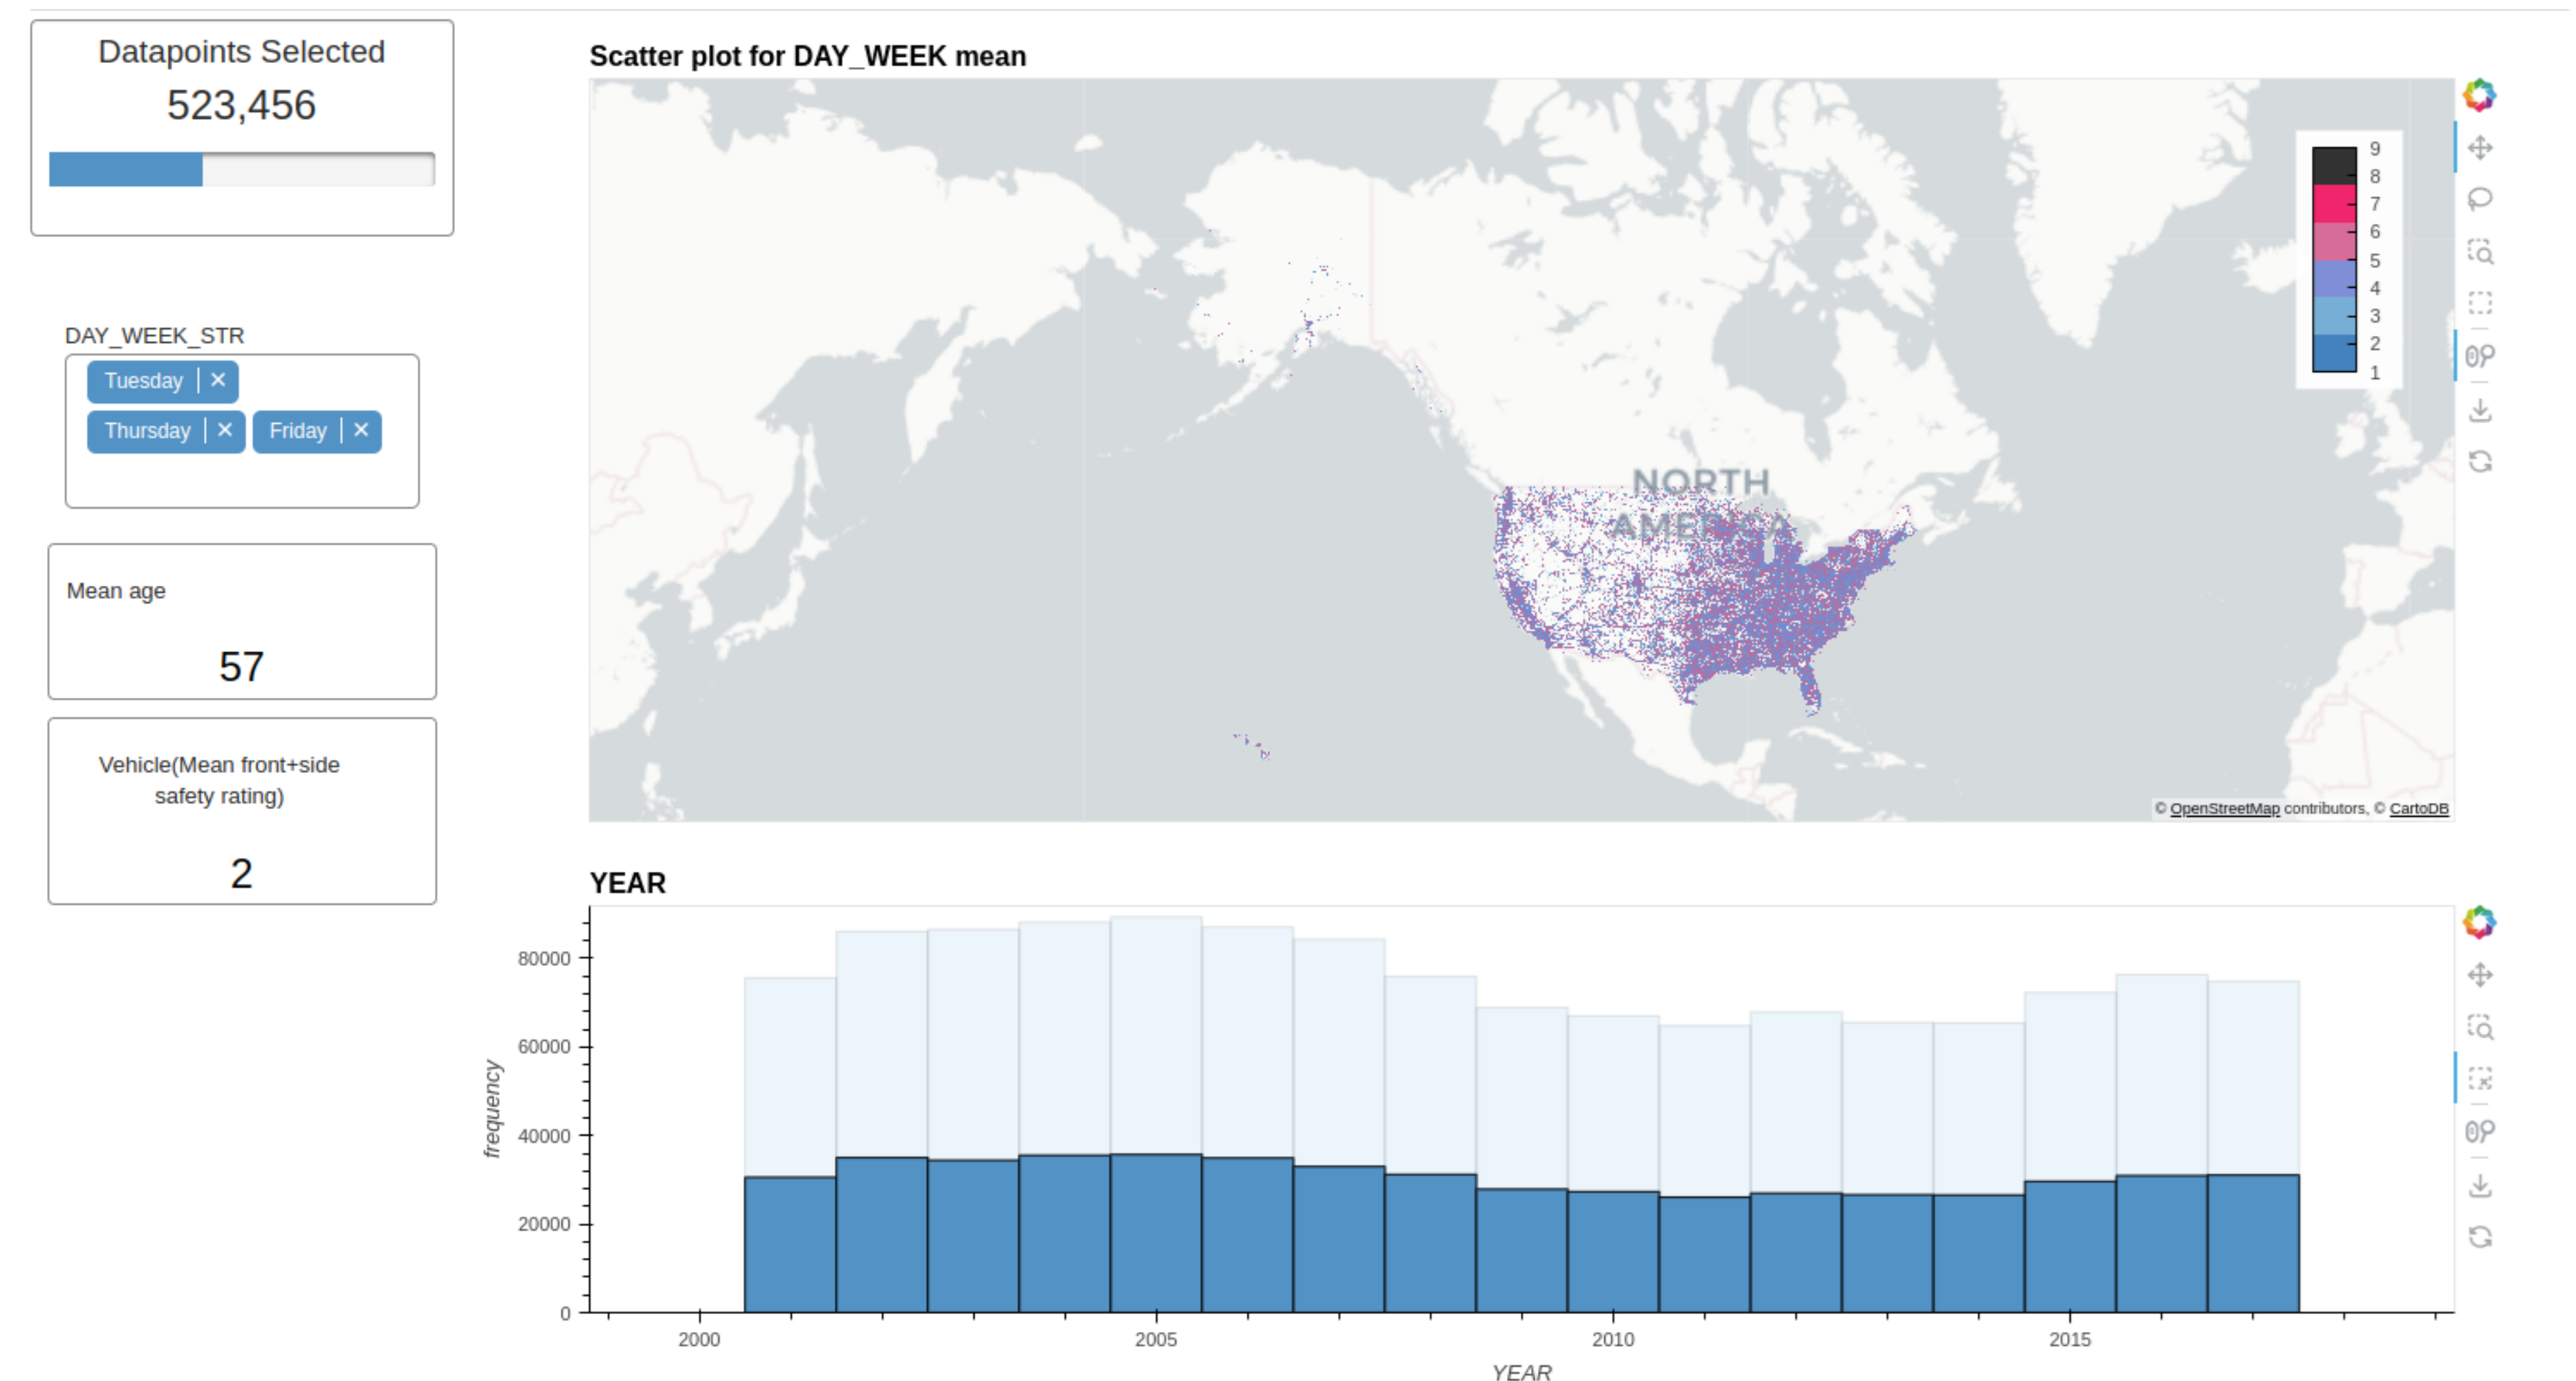 Datapoints Selected
523,456
DAY_WEEK_STR
Tuesday | ×
Thursday | × Friday | ×
Mean age
57
Vehicle(Mean front+side
safety rating)
2
Scatter plot for DAY_WEEK mean
9
8
7
6
5
4
3
2
1
NORTH
AMERICA
© OpenStreetMap contributors, © CartoDB
YEAR
frequency
80000
60000
40000
20000
0
2000 2005 2010 2015
YEAR